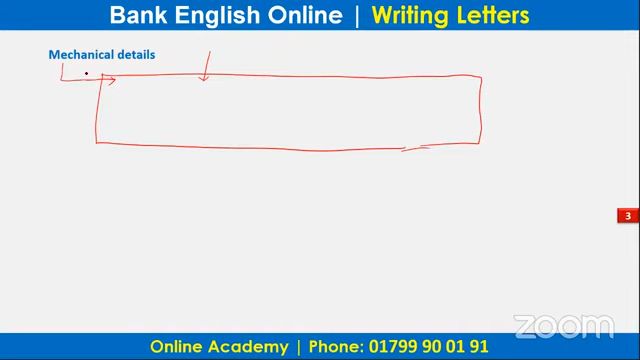 Bank English Online | Writing Letters
Mechanical details
3
zoom
Online Academy | Phone: 01799 90 01 91